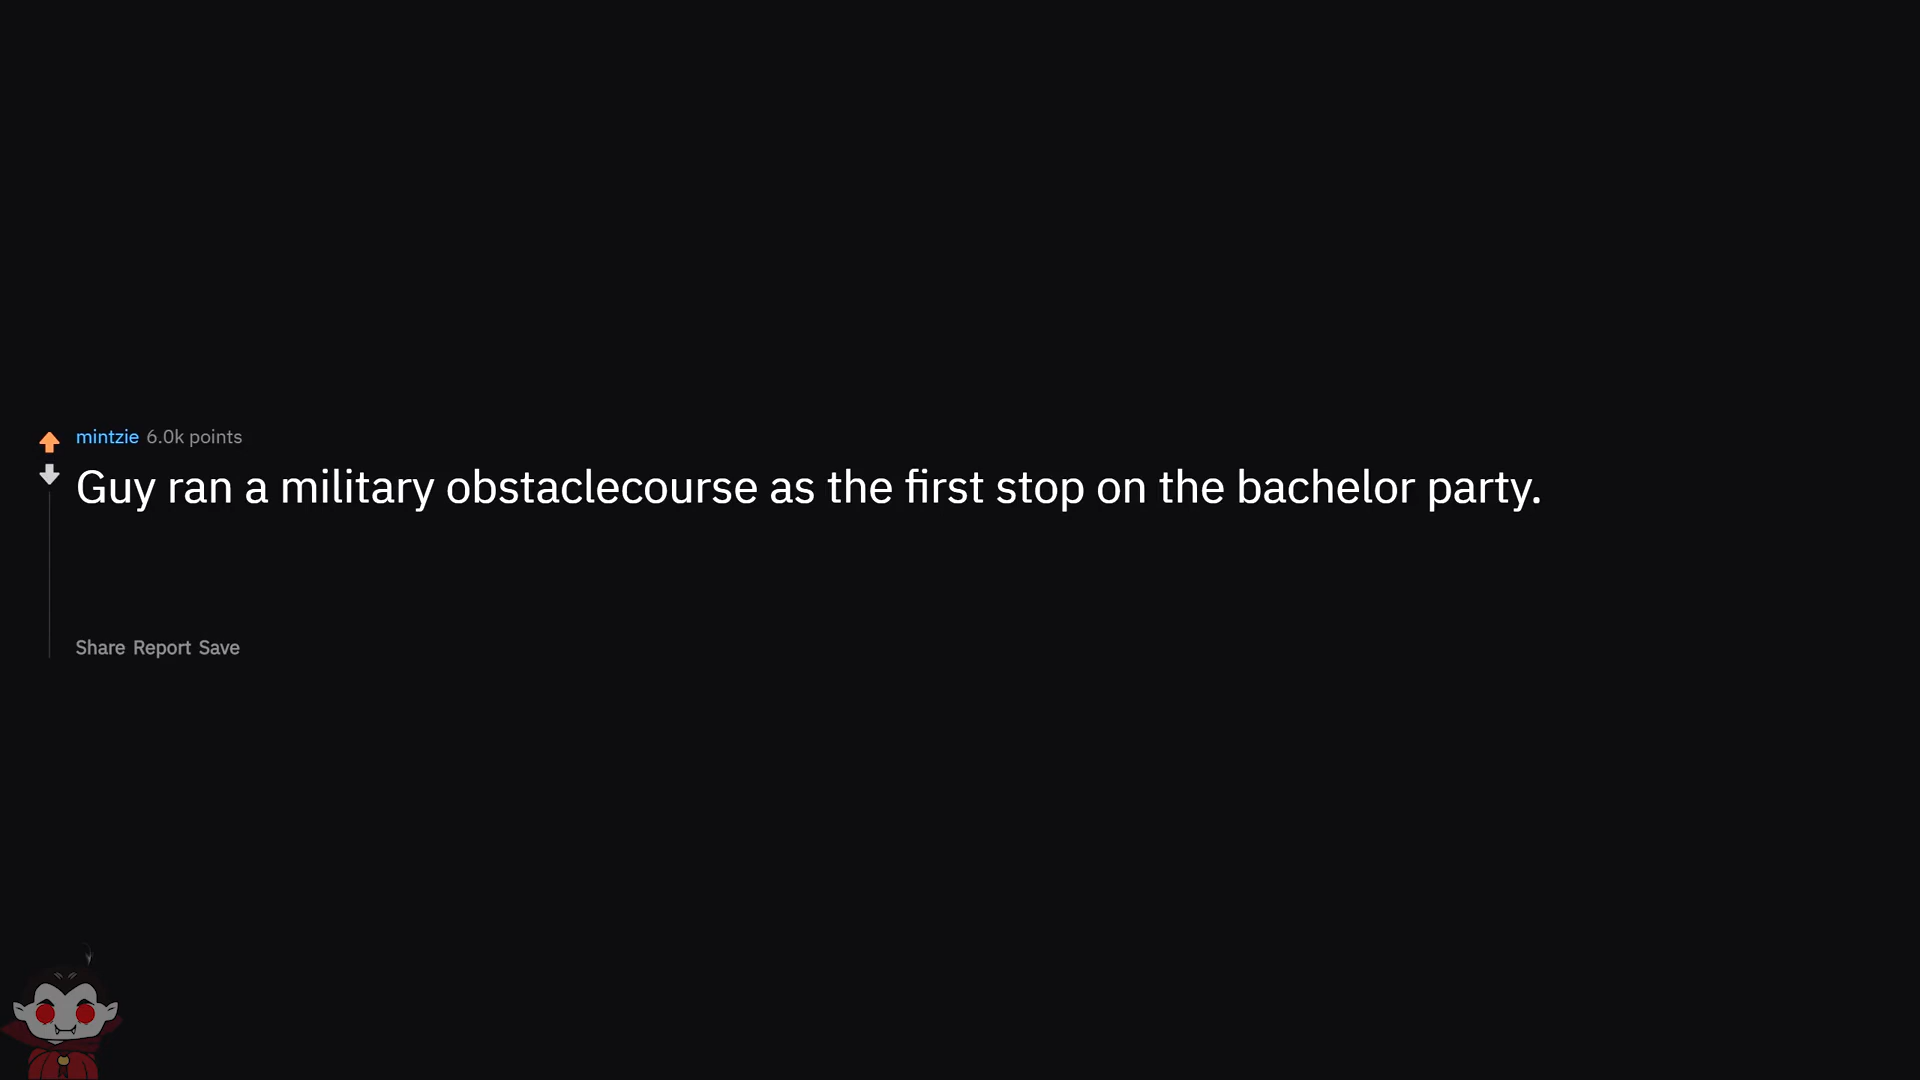 mintzie 6.0k points
Guy ran a military obstaclecourse as the first stop on the bachelor party.
Share Report Save